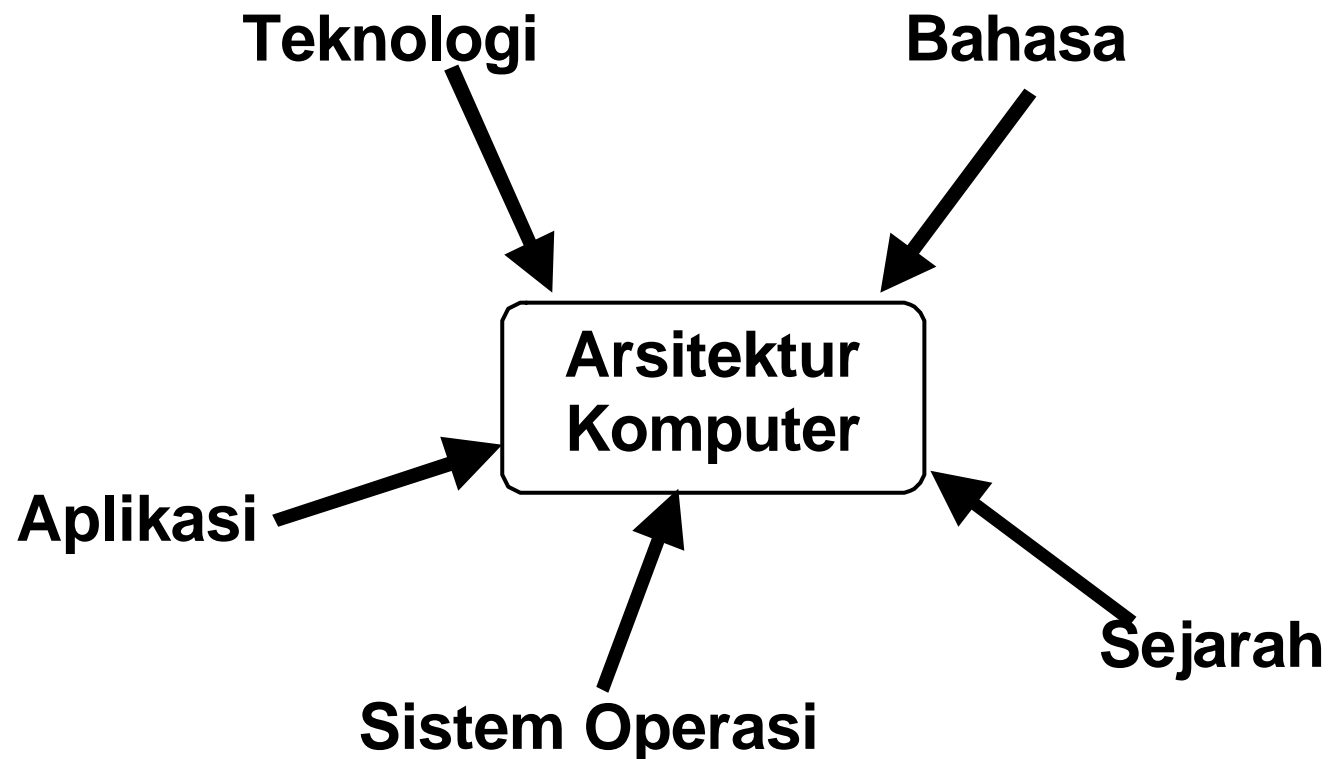 Teknologi
Bahasa
Arsitektur
Komputer
Aplikasi
Sejarah
Sistem Operasi